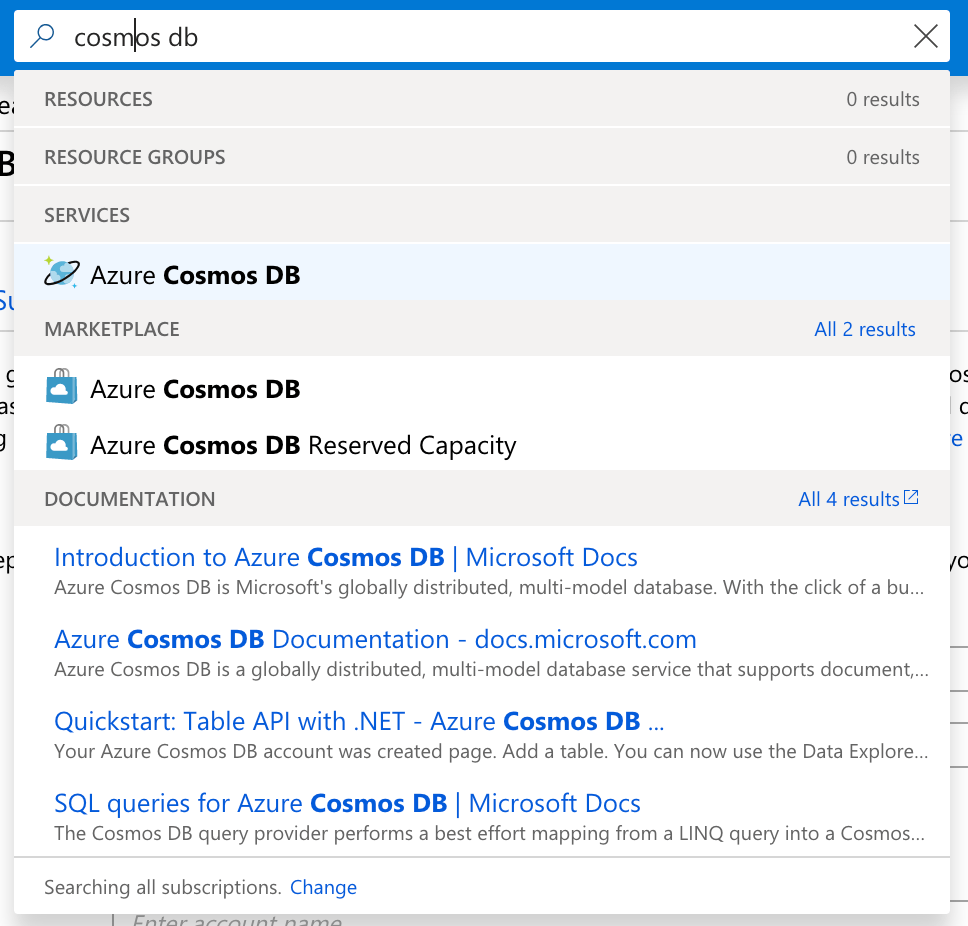 cosmos db
RESOURCES 0 results
RESOURCE GROUPS 0 results
SERVICES
Azure Cosmos DB
MARKETPLACE All 2 results
Azure Cosmos DB
Azure Cosmos DB Reserved Capacity
DOCUMENTATION All 4 results
Introduction to Azure Cosmos DB | Microsoft Docs
Azure Cosmos DB is Microsoft's globally distributed, multi-model database. With the click of a bu...
Azure Cosmos DB Documentation - docs.microsoft.com
Azure Cosmos DB is a globally distributed, multi-model database service that supports document,...
Quickstart: Table API with .NET - Azure Cosmos DB ...
Your Azure Cosmos DB account was created page. Add a table. You can now use the Data Explore...
SQL queries for Azure Cosmos DB | Microsoft Docs
The Cosmos DB query provider performs a best effort mapping from a LINQ query into a Cosmos...
Searching all subscriptions. Change
Enter account name